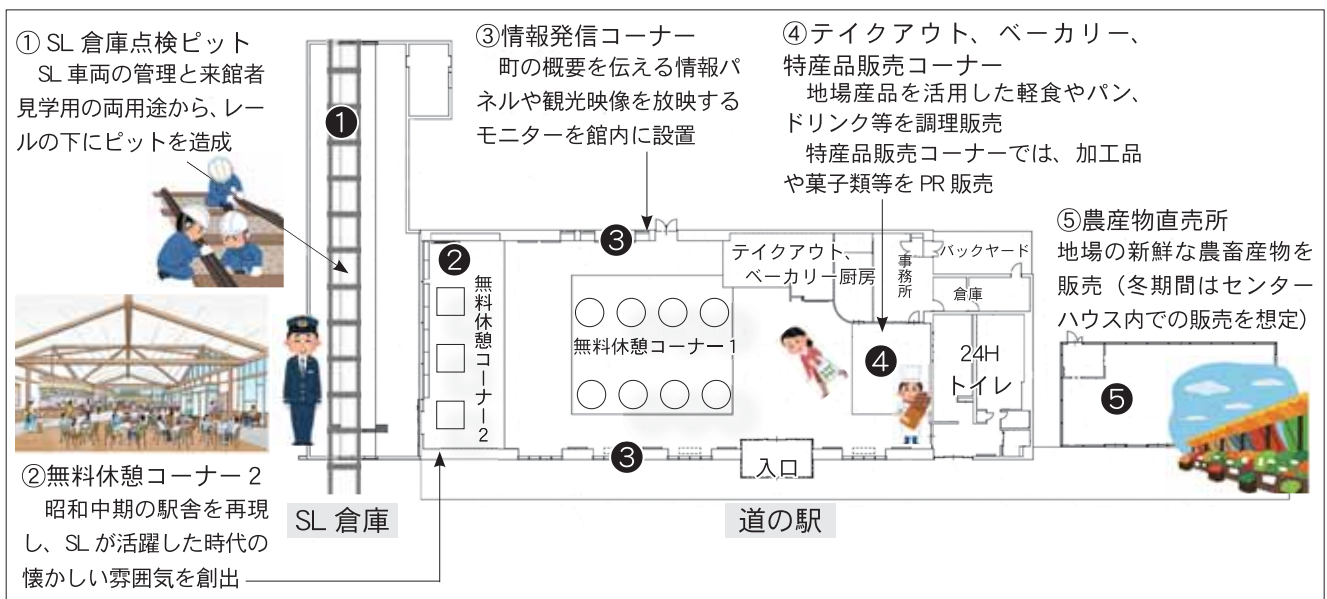 ① SL 倉庫点検ピット
SL 車両の管理と来館者
見学用の両用途から、レー
ルの下にピットを造成
③情報発信コーナー
町の概要を伝える情報パ
ネルや観光映像を放映する
モニターを館内に設置
④テイクアウト、ベーカリー、
特産品販売コーナー
地場産品を活用した軽食やパン、
ドリンク等を調理販売
特産品販売コーナーでは、加工品
や菓子類等を PR 販売
⑤農産物直売所
地場の新鮮な農畜産物を
販売（冬期間はセンター
ハウス内での販売を想定）
❶
❷
無料休憩コーナー2
❸
無料休憩コーナー1
❸
テイクアウト、
ベーカリー厨房
事務所
バックヤード
倉庫
❹
24H
トイレ
❺
入口
②無料休憩コーナー 2
昭和中期の駅舎を再現
し、SL が活躍した時代の
懐かしい雰囲気を創出
SL 倉庫
道の駅